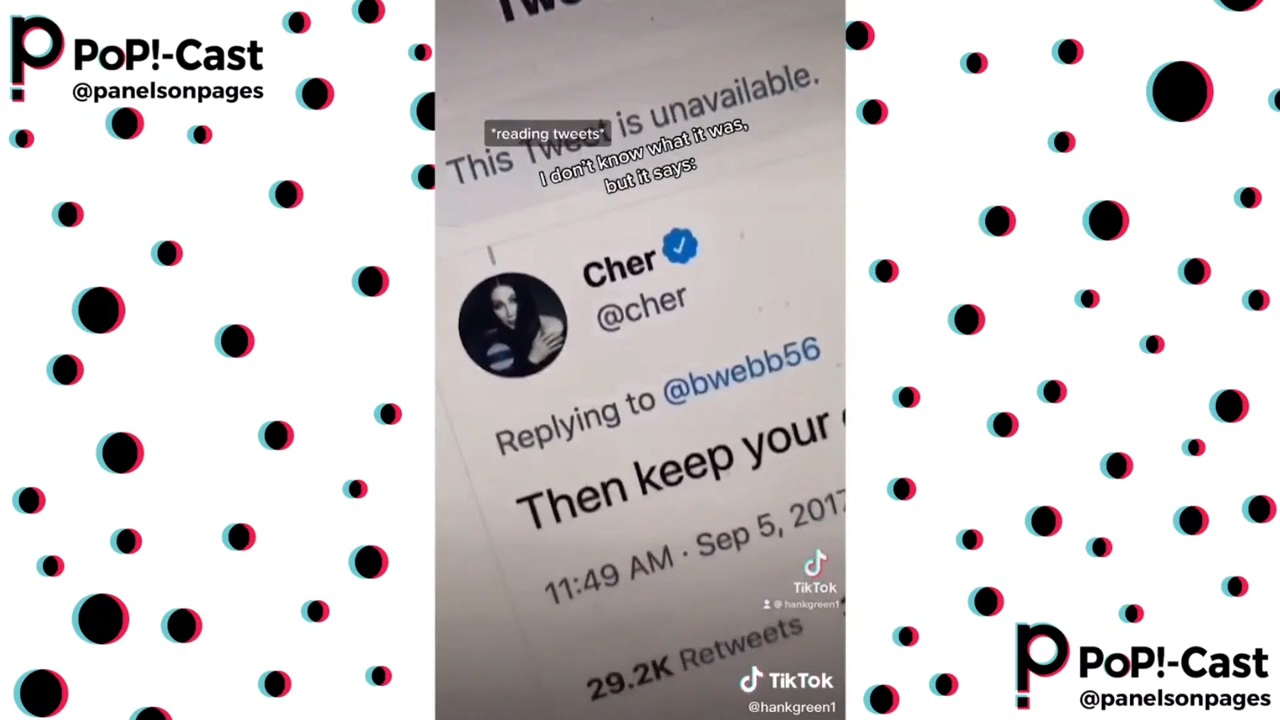 PoP!-Cast
@panelsonpages
This Tweet is unavailable.
*reading tweets*
I don't know what it was,
but it says:
Cher
@cher
Replying to @bwebb56
Then keep your
11:49 AM · Sep 5, 2017
29.2K Retweets
TikTok
@hankgreen1
TikTok
@hankgreen1
PoP!-Cast
@panelsonpages